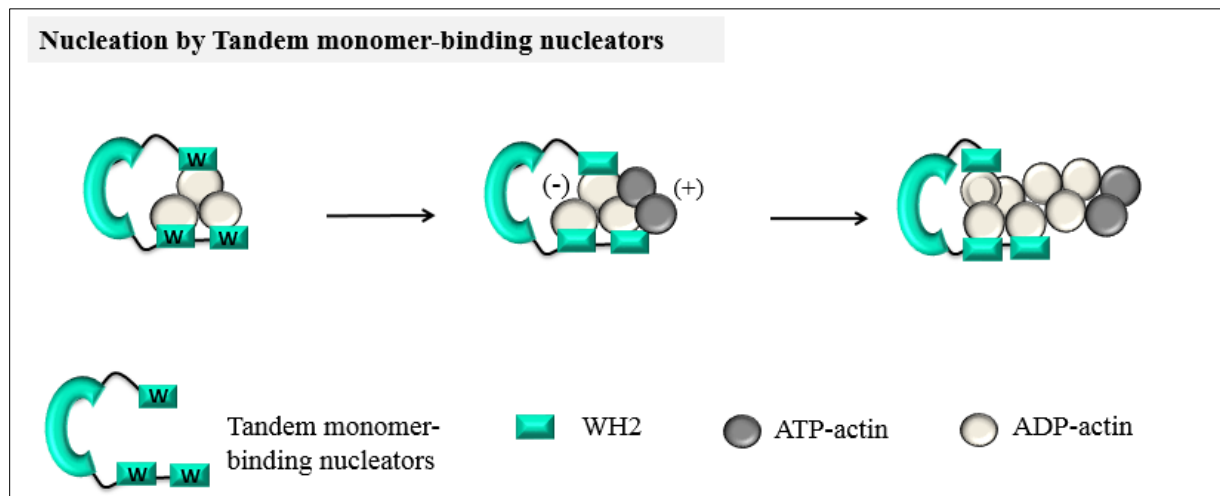 Nucleation by Tandem monomer-binding nucleators
W
W W
(-) (+)
W
W W
Tandem monomer-
binding nucleators
WH2
ATP-actin
ADP-actin